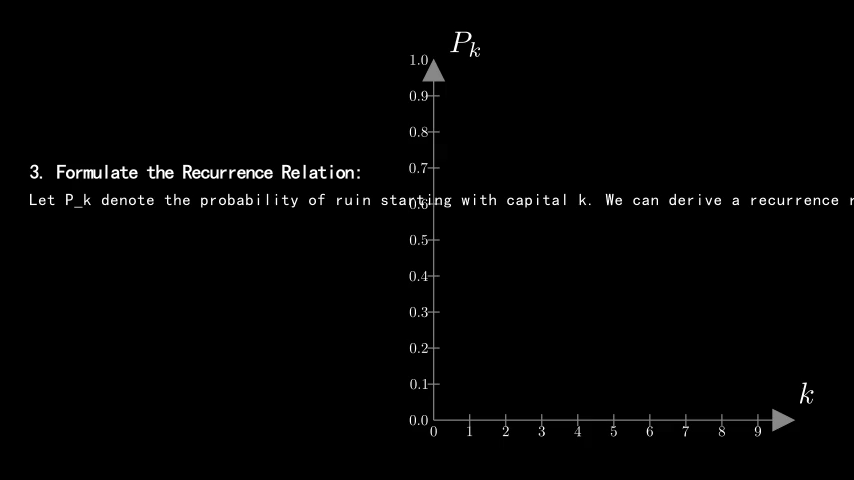 P_k
1.0
0.9
0.8
3. Formulate the Recurrence Relation:
0.7
Let P_k denote the probability of ruin starting with capital k. We can derive a recurrence
0.6
0.5
0.4
0.3
0.2
0.1
k
0.0
0 1 2 3 4 5 6 7 8 9